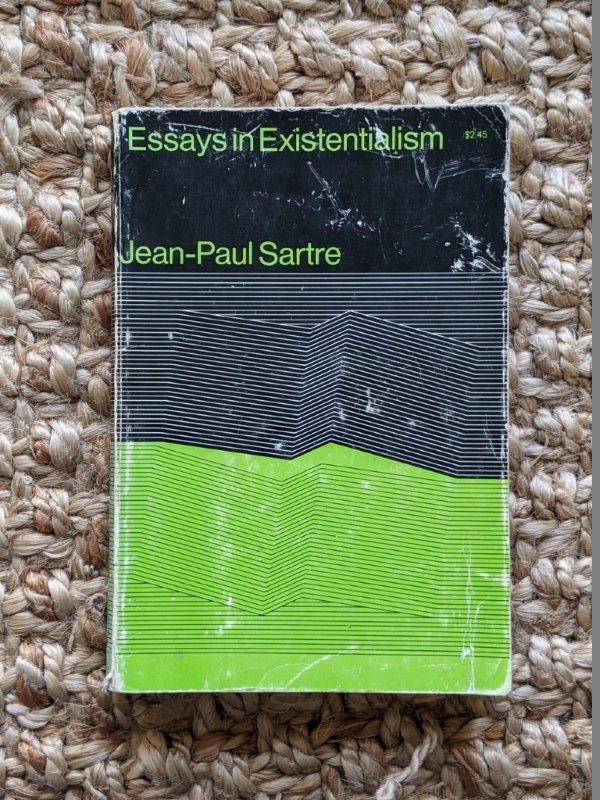 Essays in Existentialism $2.45
Jean-Paul Sartre